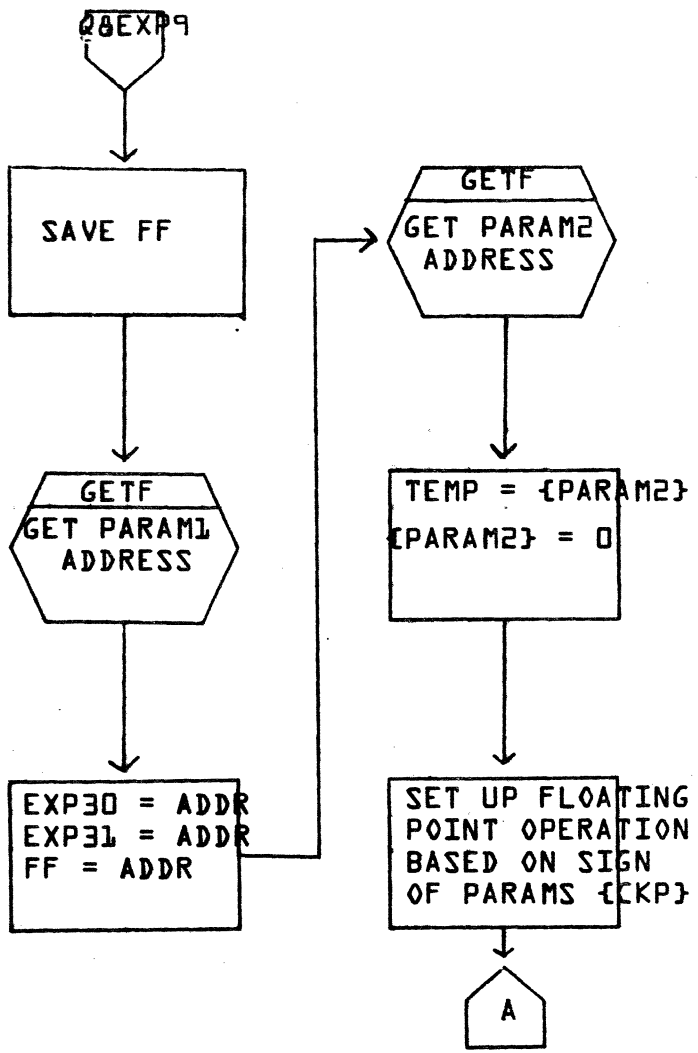 Q8EXP9
SAVE FF
GETF
GET PARAM1
ADDRESS
EXP30 = ADDR
EXP31 = ADDR
FF = ADDR
GETF
GET PARAM2
ADDRESS
TEMP = {PARAM2}
{PARAM2} = 0
SET UP FLOATING
POINT OPERATION
BASED ON SIGN
OF PARAMS {CKP}
A